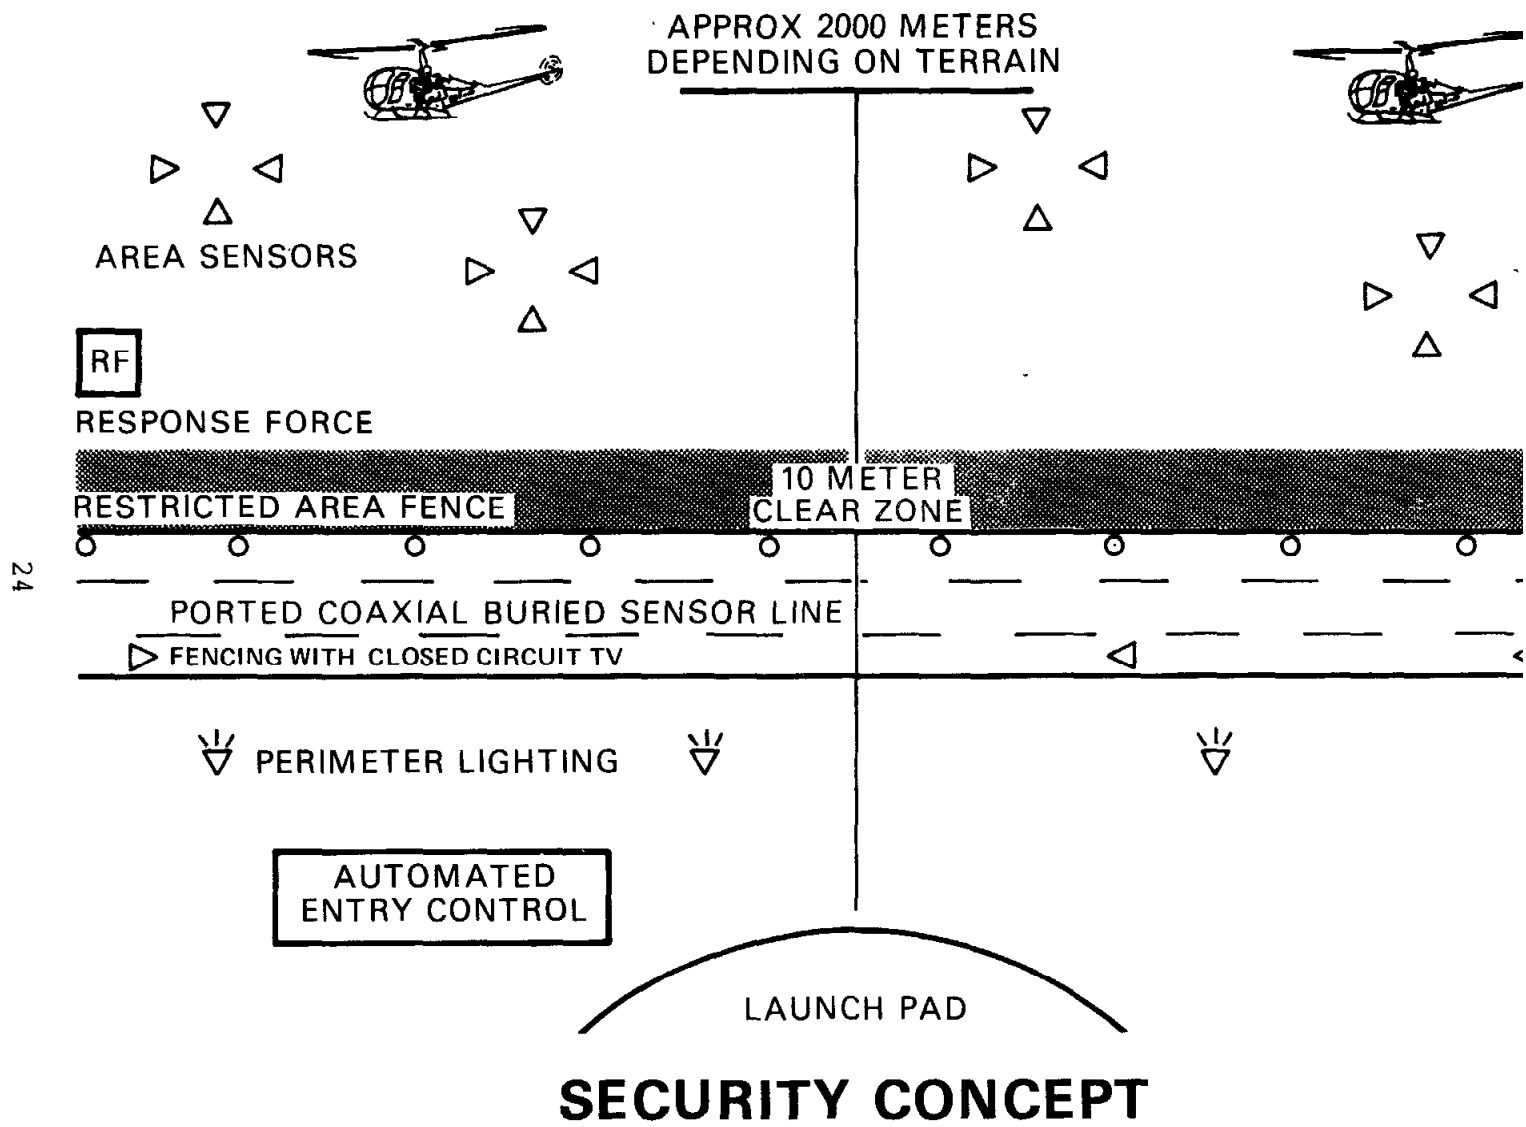 APPROX 2000 METERS
DEPENDING ON TERRAIN
AREA SENSORS
RF
RESPONSE FORCE
10 METER
CLEAR ZONE
RESTRICTED AREA FENCE
24
PORTED COAXIAL BURIED SENSOR LINE
FENCING WITH CLOSED CIRCUIT TV
PERIMETER LIGHTING
AUTOMATED
ENTRY CONTROL
LAUNCH PAD
SECURITY CONCEPT